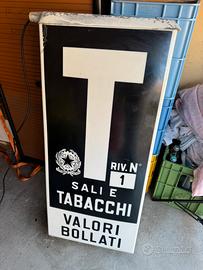 T
RIV. N°
1
SALI E
TABACCHI
VALORI
BOLLATI